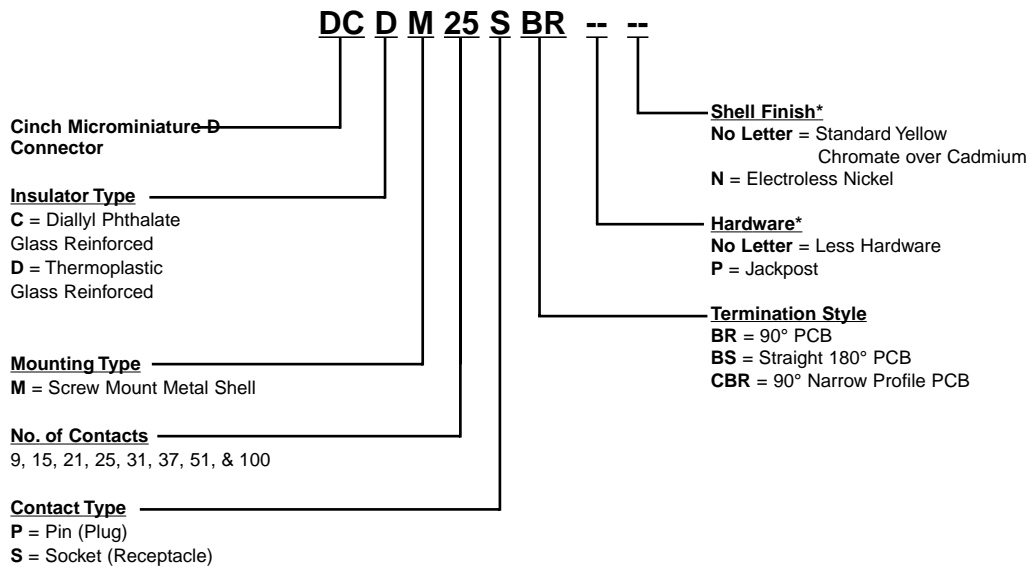 DC D M 25 S BR -- --
Cinch Microminiature D
Connector
Insulator Type
C = Diallyl Phthalate
Glass Reinforced
D = Thermoplastic
Glass Reinforced
Mounting Type
M = Screw Mount Metal Shell
No. of Contacts
9, 15, 21, 25, 31, 37, 51, & 100
Contact Type
P = Pin (Plug)
S = Socket (Receptacle)
Shell Finish*
No Letter = Standard Yellow
Chromate over Cadmium
N = Electroless Nickel
Hardware*
No Letter = Less Hardware
P = Jackpost
Termination Style
BR = 90° PCB
BS = Straight 180° PCB
CBR = 90° Narrow Profile PCB